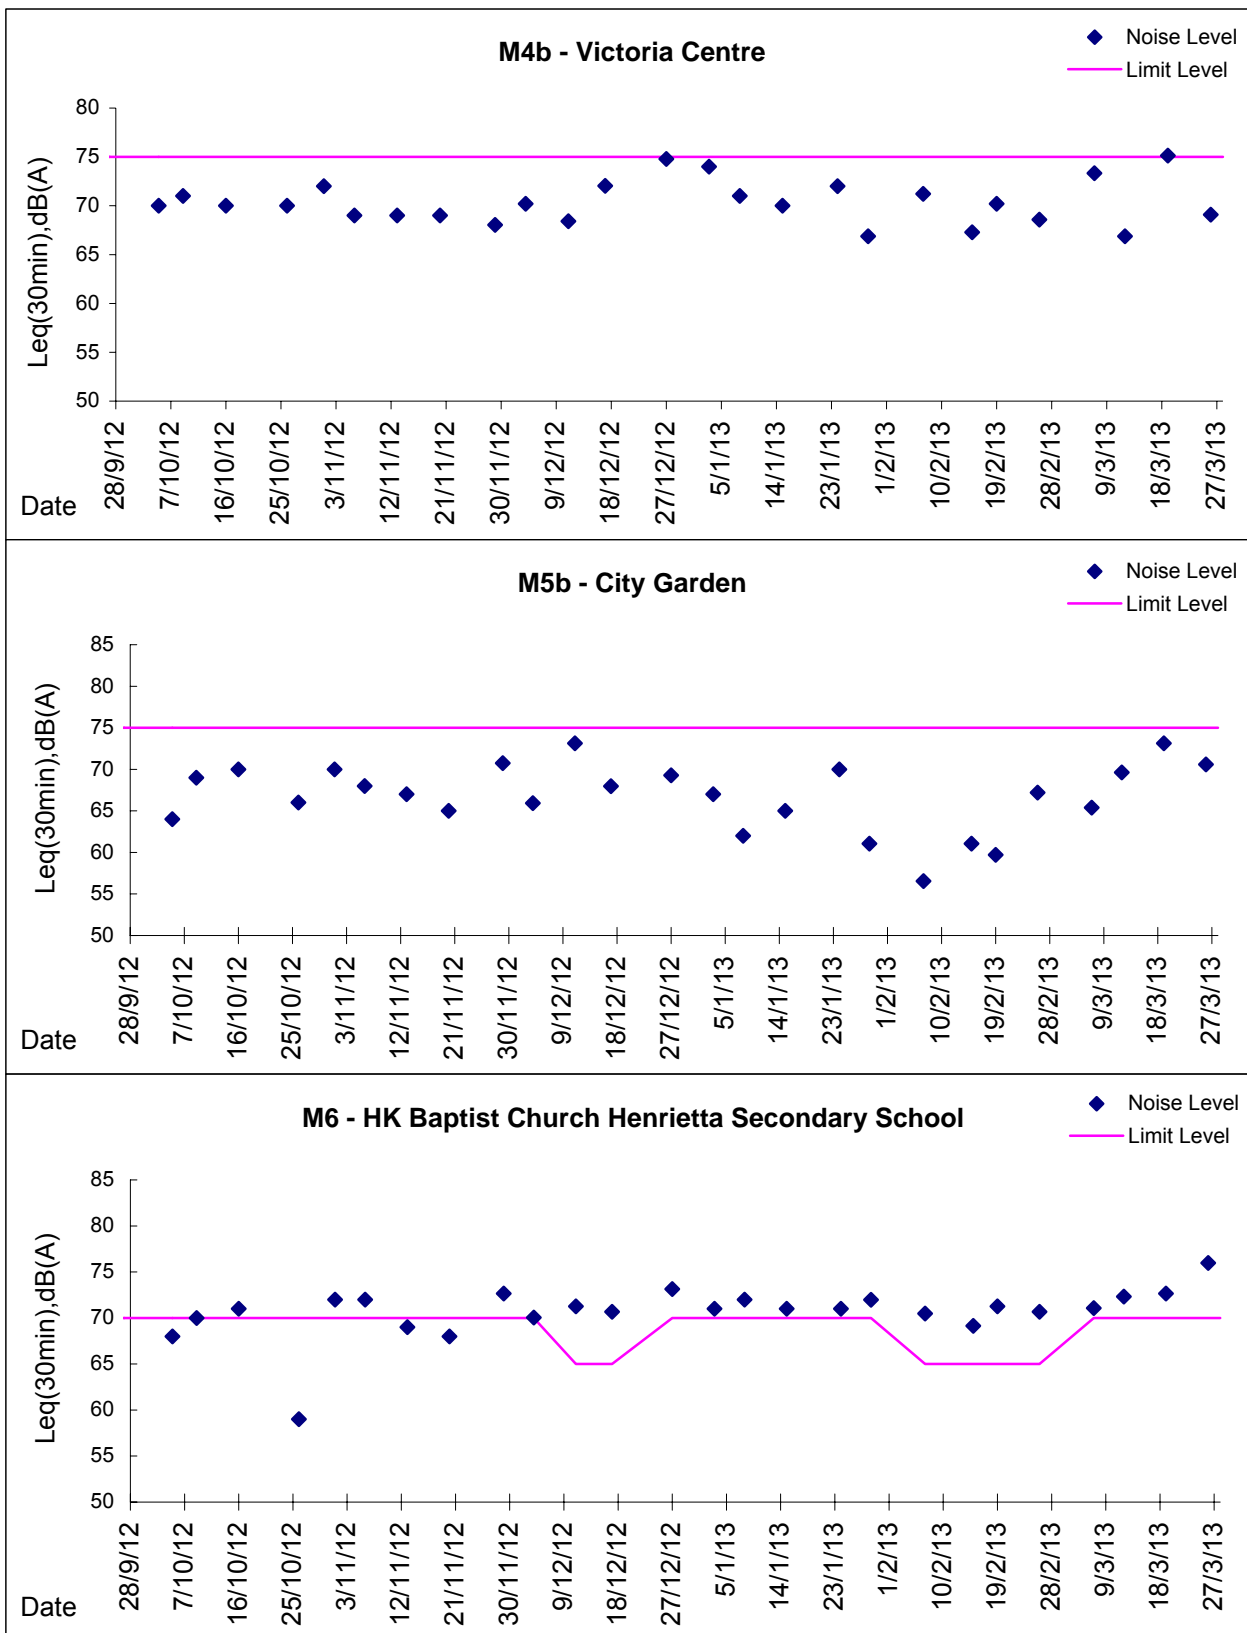 M4b - Victoria Centre
Noise Level
Limit Level
Leq(30min),dB(A)
80
75
70
65
60
55
50
28/9/12 7/10/12 16/10/12 25/10/12 3/11/12 12/11/12 21/11/12 30/11/12 9/12/12 18/12/12 27/12/12 5/1/13 14/1/13 23/1/13 1/2/13 10/2/13 19/2/13 28/2/13 9/3/13 18/3/13 27/3/13
Date
M5b - City Garden
Noise Level
Limit Level
Leq(30min),dB(A)
85
80
75
70
65
60
55
50
28/9/12 7/10/12 16/10/12 25/10/12 3/11/12 12/11/12 21/11/12 30/11/12 9/12/12 18/12/12 27/12/12 5/1/13 14/1/13 23/1/13 1/2/13 10/2/13 19/2/13 28/2/13 9/3/13 18/3/13 27/3/13
Date
M6 - HK Baptist Church Henrietta Secondary School
Noise Level
Limit Level
Leq(30min),dB(A)
85
80
75
70
65
60
55
50
28/9/12 7/10/12 16/10/12 25/10/12 3/11/12 12/11/12 21/11/12 30/11/12 9/12/12 18/12/12 27/12/12 5/1/13 14/1/13 23/1/13 1/2/13 10/2/13 19/2/13 28/2/13 9/3/13 18/3/13 27/3/13
Date